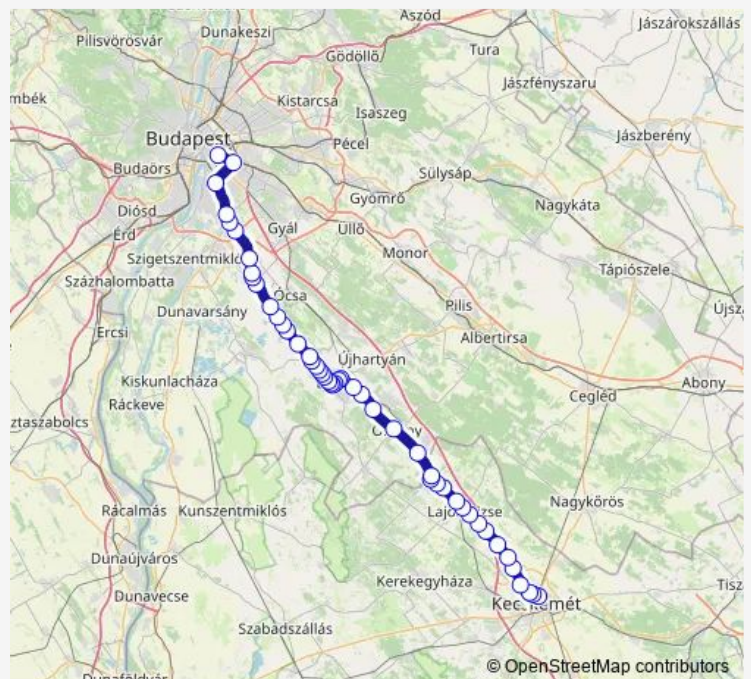 Aszód
Jászárokszállás
Dunakeszi
Pilisvörösvár
Gödöllő
Tura
Jászfényszaru
Kistarcsa
Isaszeg
Budapest
Jászberény
Pécel
Budaörs
Sülysáp
Gyömrő
Nagykáta
Diósd
Érd
Gyál
Üllő
Monor
Százhalombatta
Tápiószele
Ócsa
Dunavarsány
Pilis
Ercsi
Albertirsa
Újhartyán
Kiskunlacháza
Abony
Ráckeve
Cegléd
Rácalmás
Kunszentmiklós
Nagykőrös
Dunaújváros
Kerekegyháza
Dunavecse
Szabadszállás
© OpenStreetMap contributors